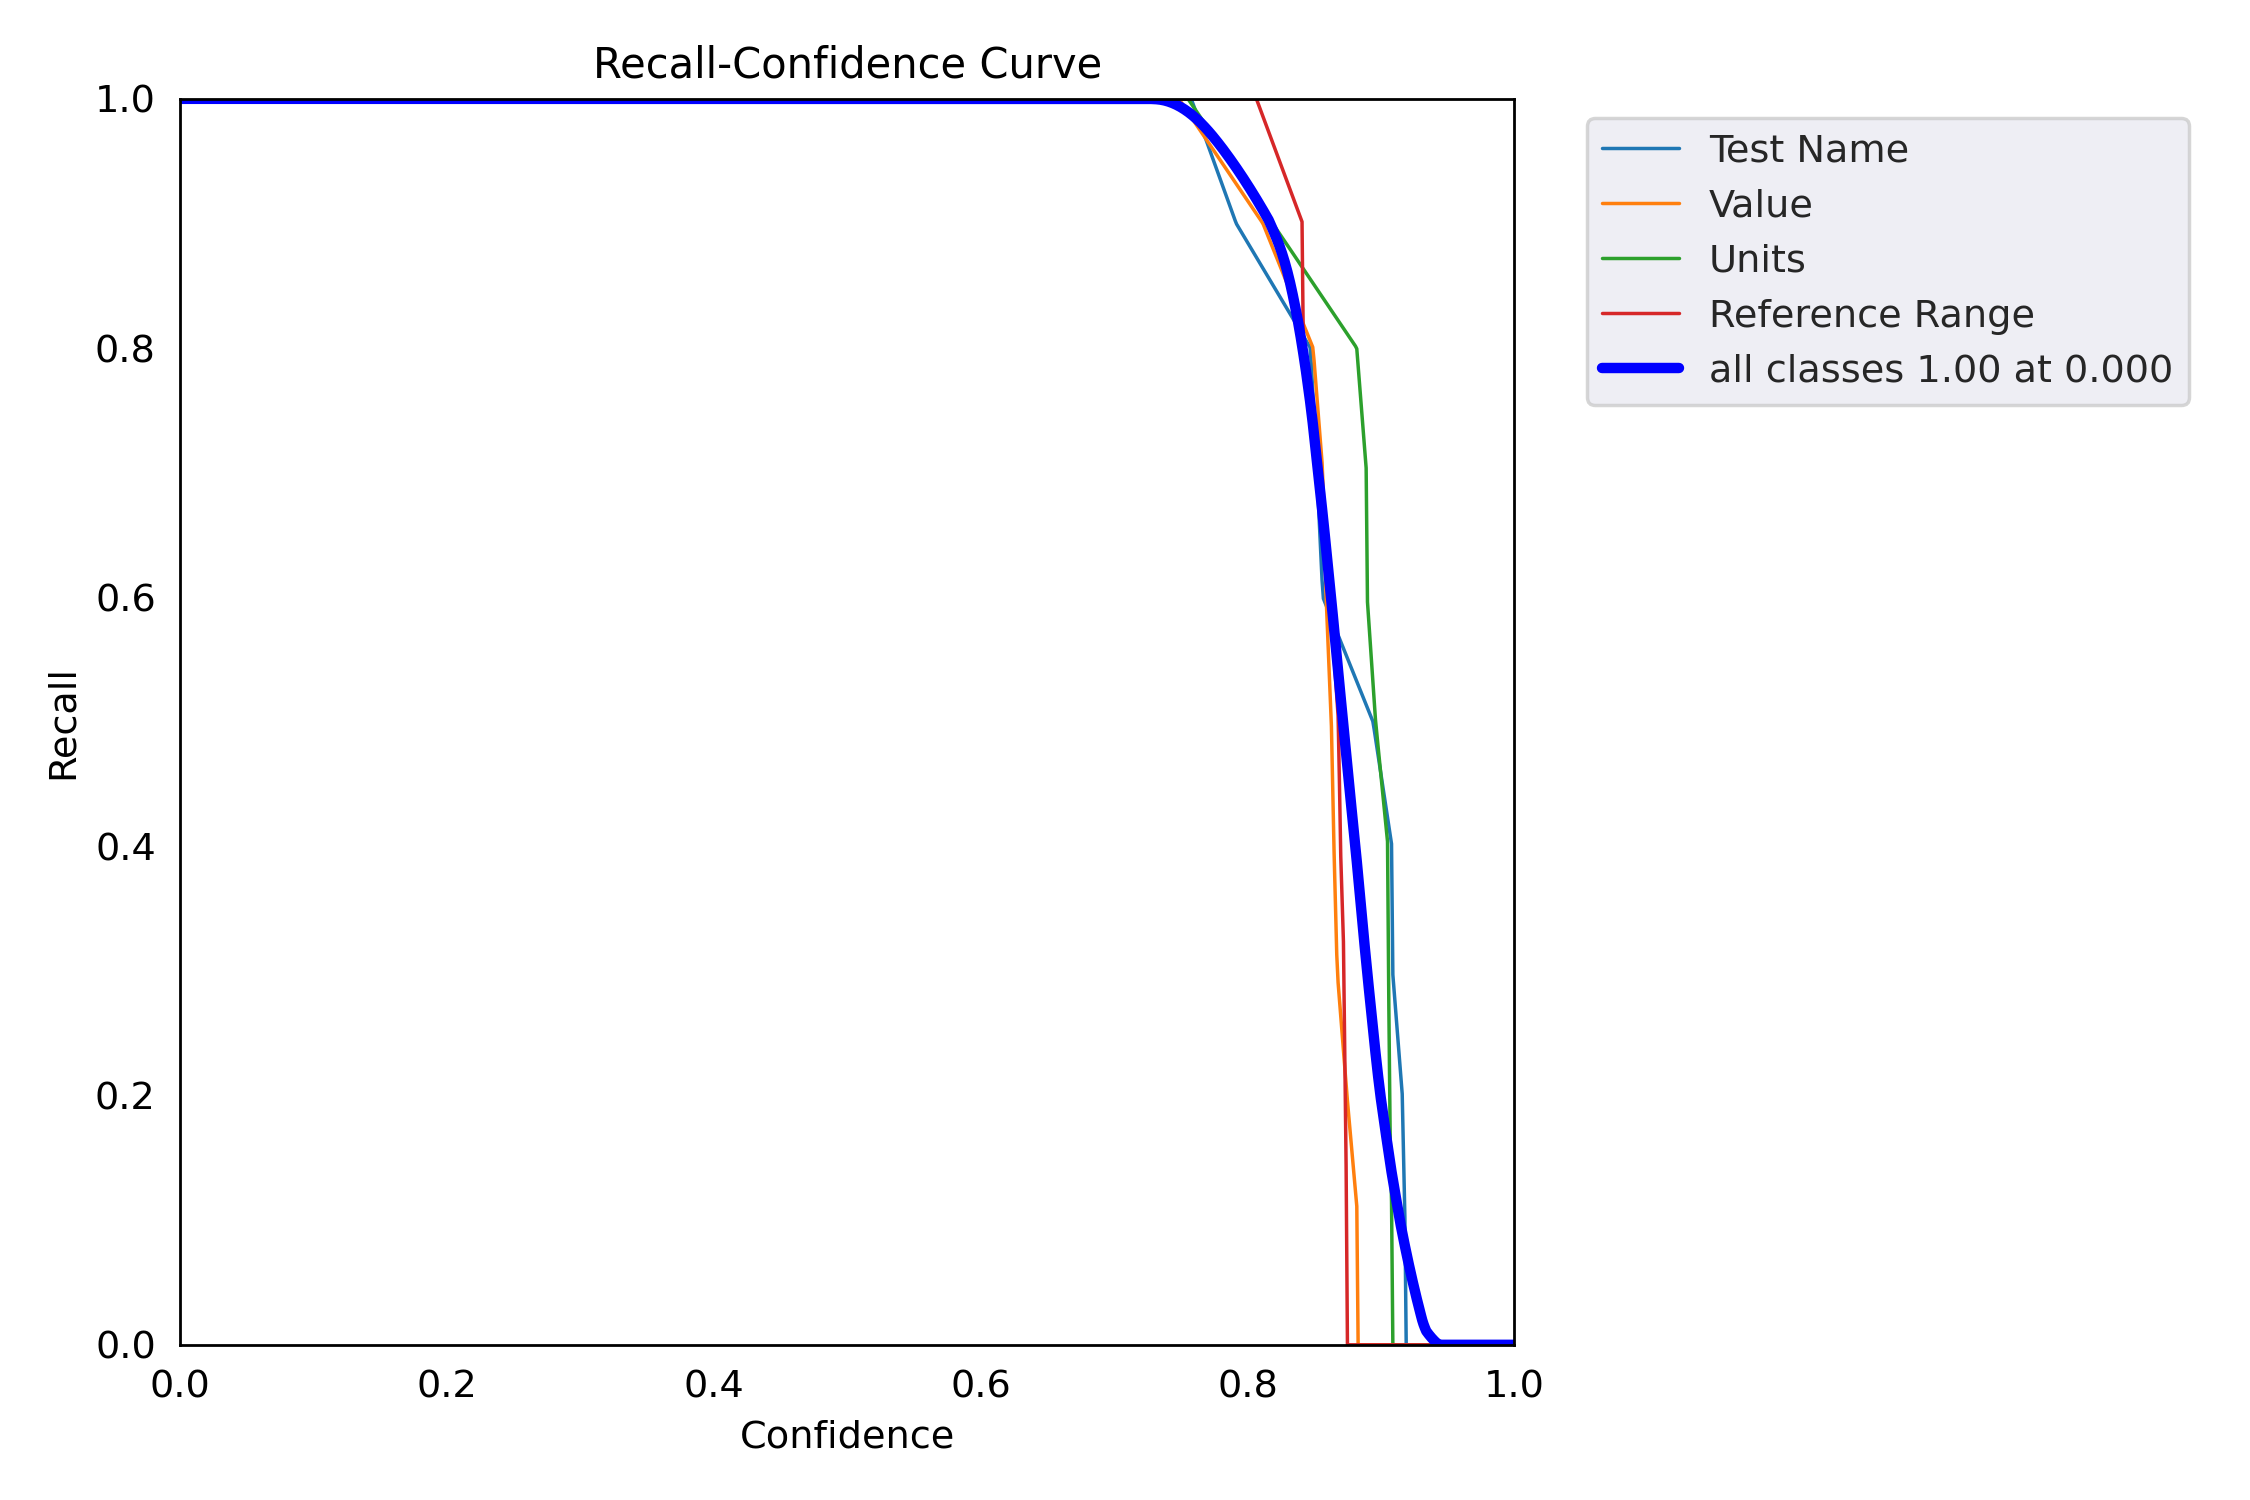 Recall-Confidence Curve
1.0
0.8
0.6
0.4
0.2
0.0
Recall
0.0 0.2 0.4 0.6 0.8 1.0
Confidence
Test Name
Value
Units
Reference Range
all classes 1.00 at 0.000